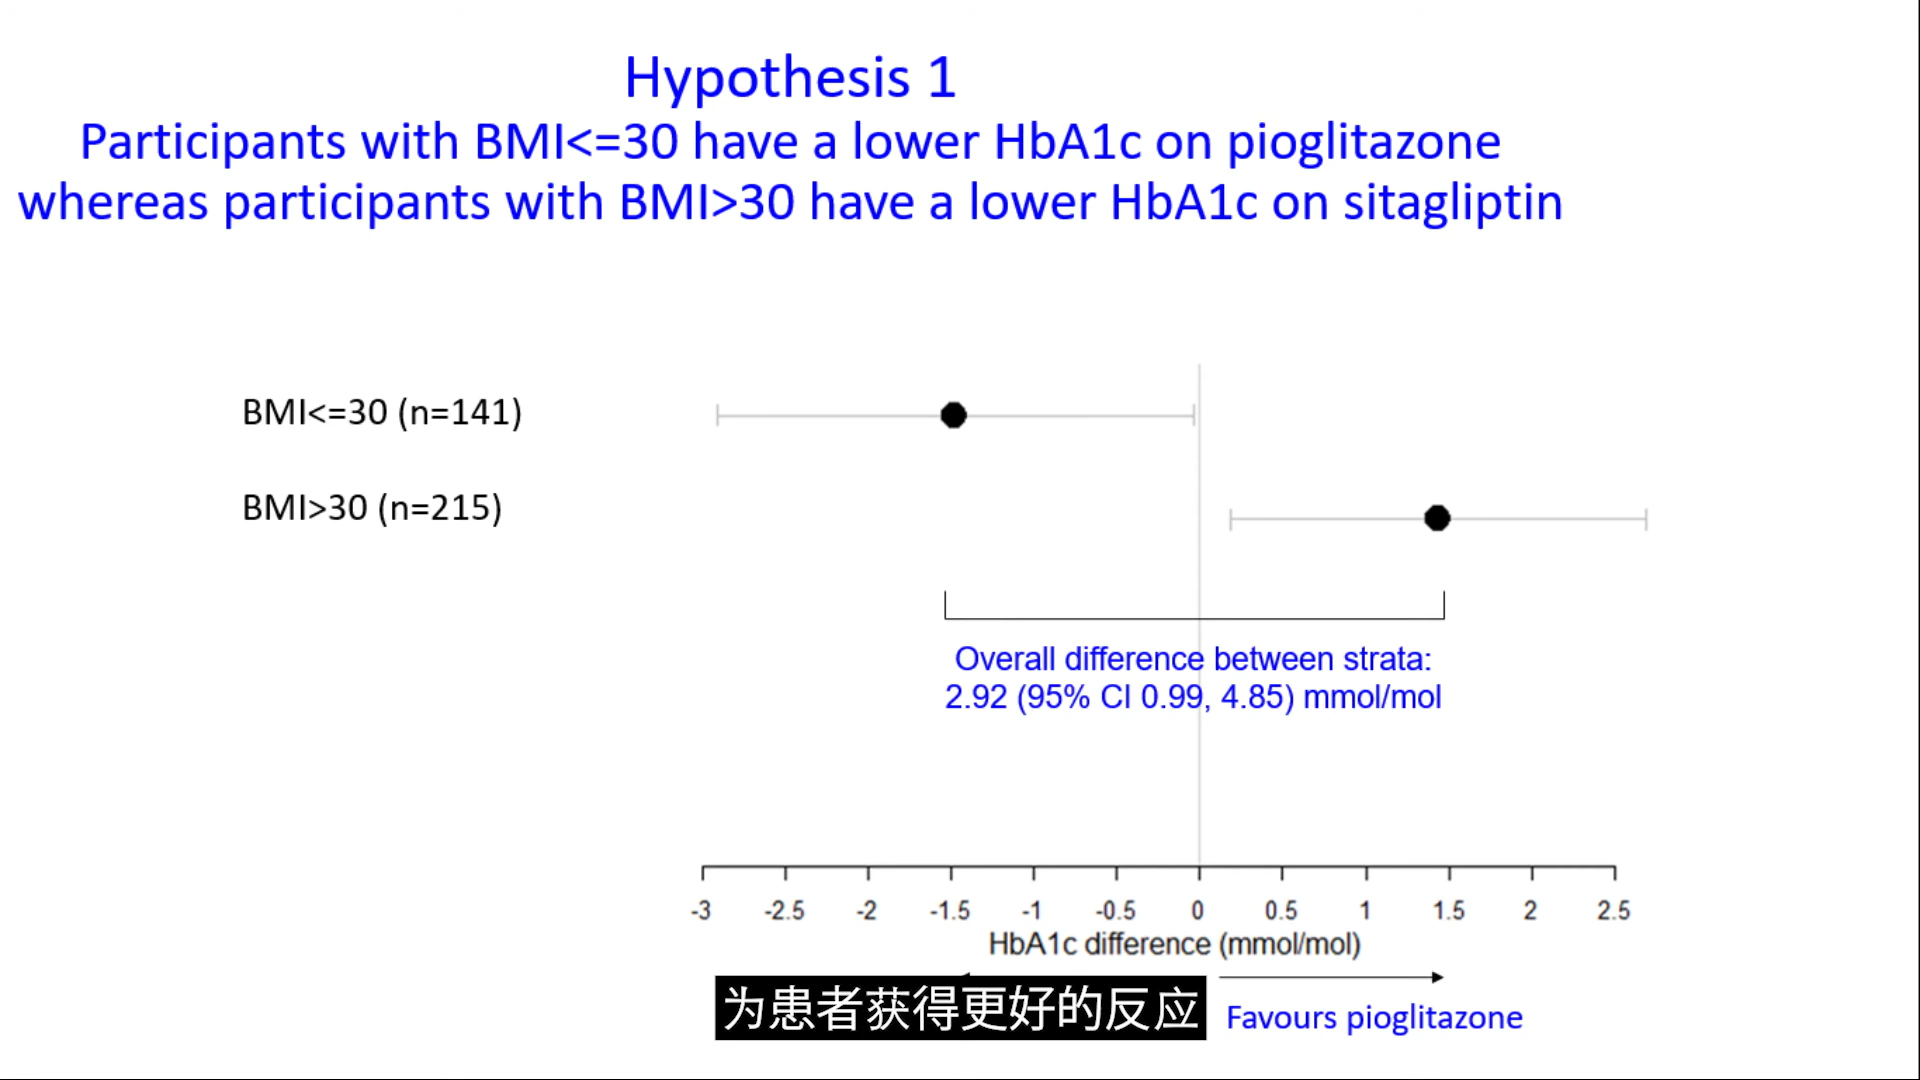 Hypothesis 1
Participants with BMI<=30 have a lower HbA1c on pioglitazone
whereas participants with BMI>30 have a lower HbA1c on sitagliptin
BMI<=30 (n=141)
BMI>30 (n=215)
Overall difference between strata:
2.92 (95% CI 0.99, 4.85) mmol/mol
-3 -2.5 -2 -1.5 -1 -0.5 0 0.5 1 1.5 2 2.5
HbA1c difference (mmol/mol)
为患者获得更好的反应
Favours pioglitazone